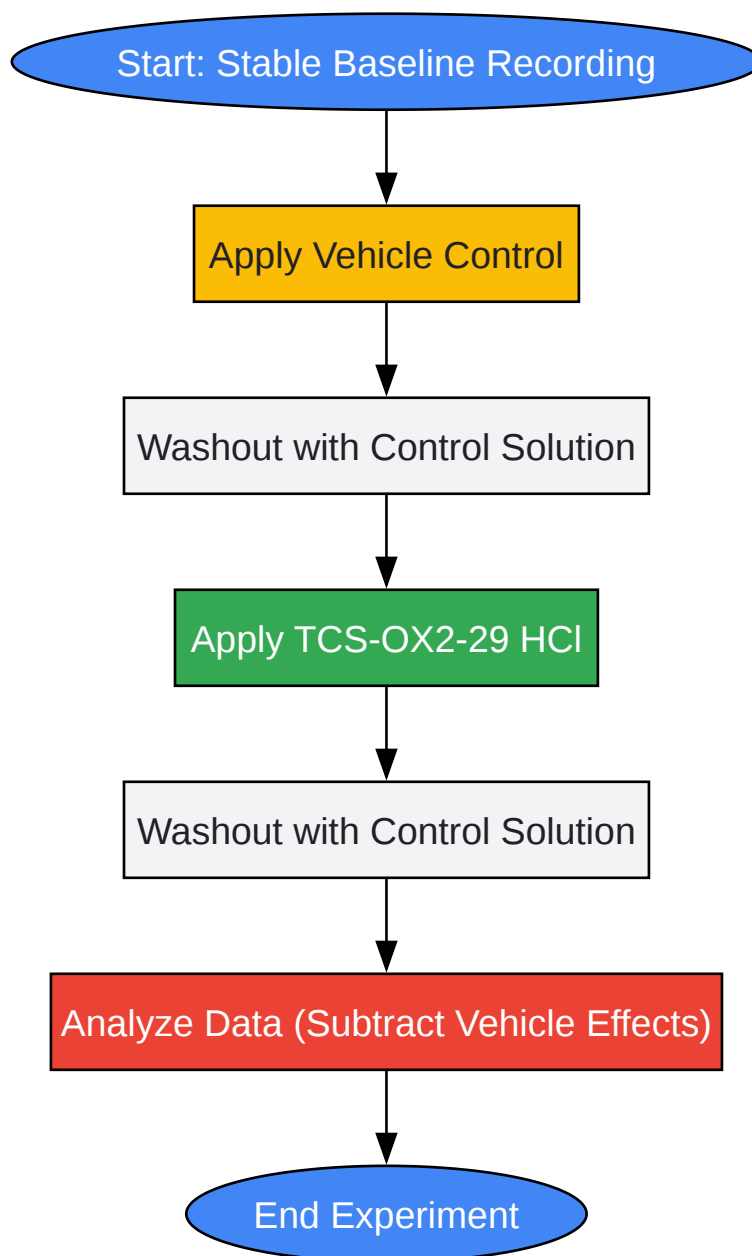 Start: Stable Baseline Recording
Apply Vehicle Control
Washout with Control Solution
Apply TCS-OX2-29 HCl
Washout with Control Solution
Analyze Data (Subtract Vehicle Effects)
End Experiment